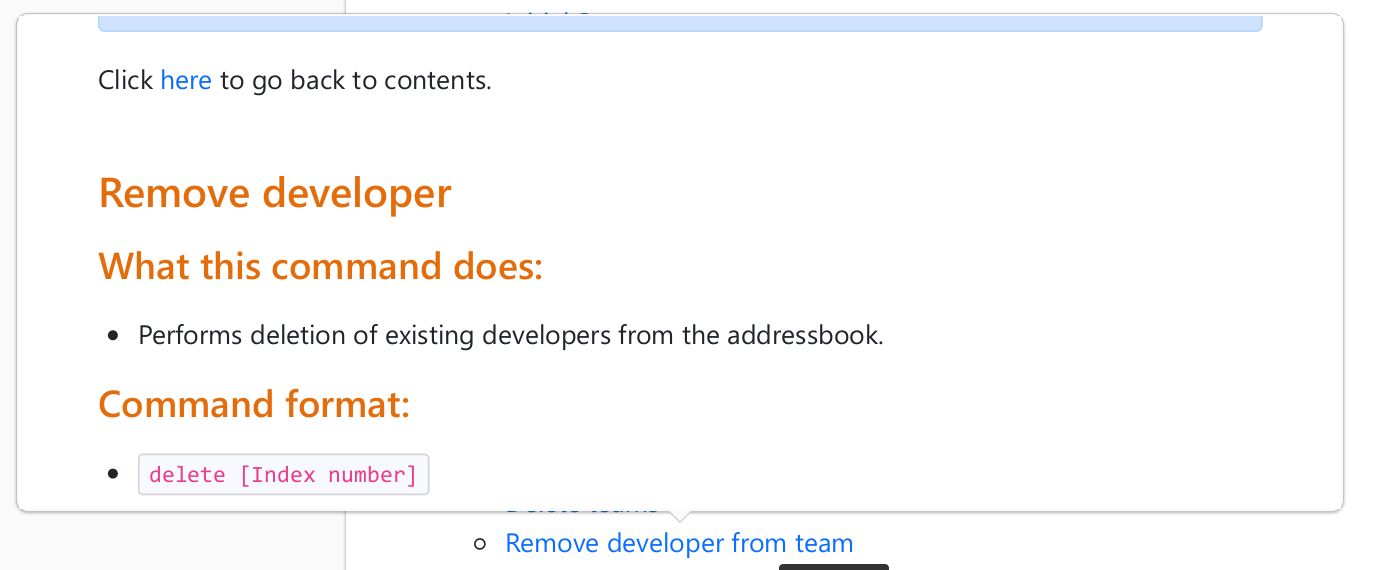 Click here to go back to contents.
Remove developer
What this command does:
Performs deletion of existing developers from the addressbook.
Command format:
delete [Index number]
Remove developer from team